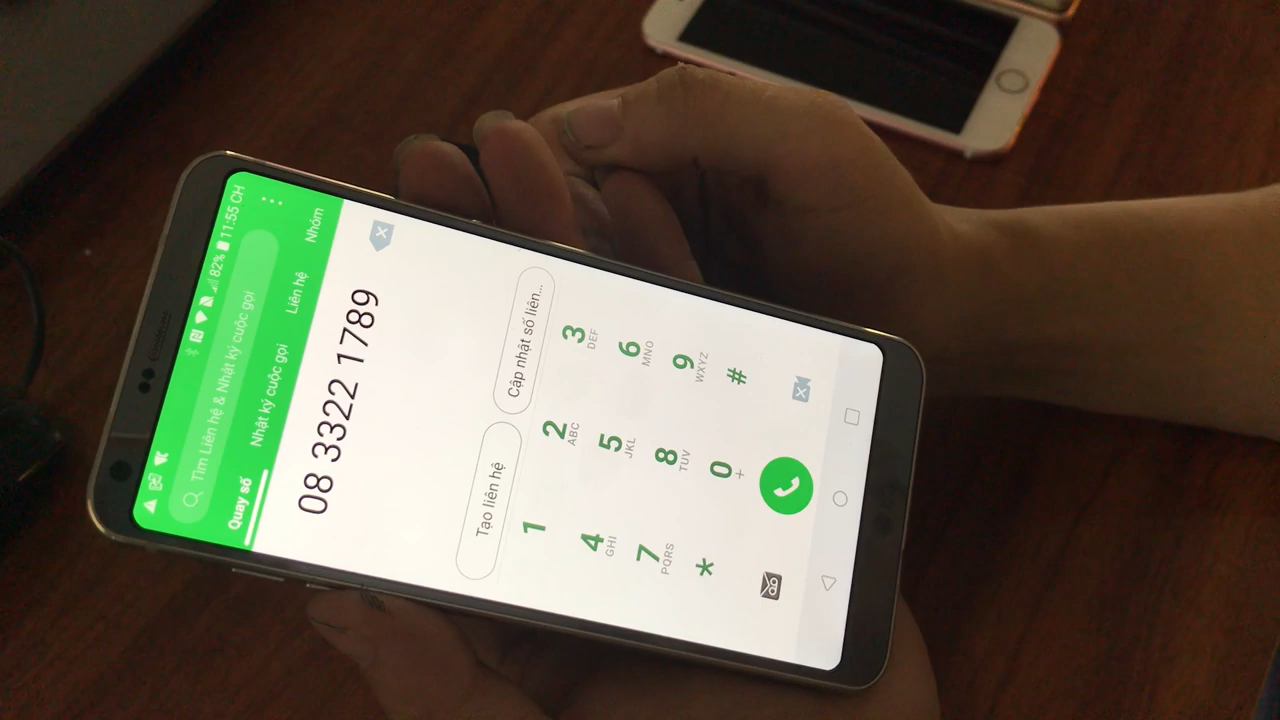 82% 11:55 CH
Tìm Liên hệ & Nhật ký cuộc gọi
Quay số Nhật ký cuộc gọi Liên hệ Nhóm
08 3322 1789
Tạo liên hệ Cập nhật số liên...
1 2 ABC 3 DEF
4 GHI 5 JKL 6 MNO
7 PQRS 8 TUV 9 WXYZ
* 0 + #